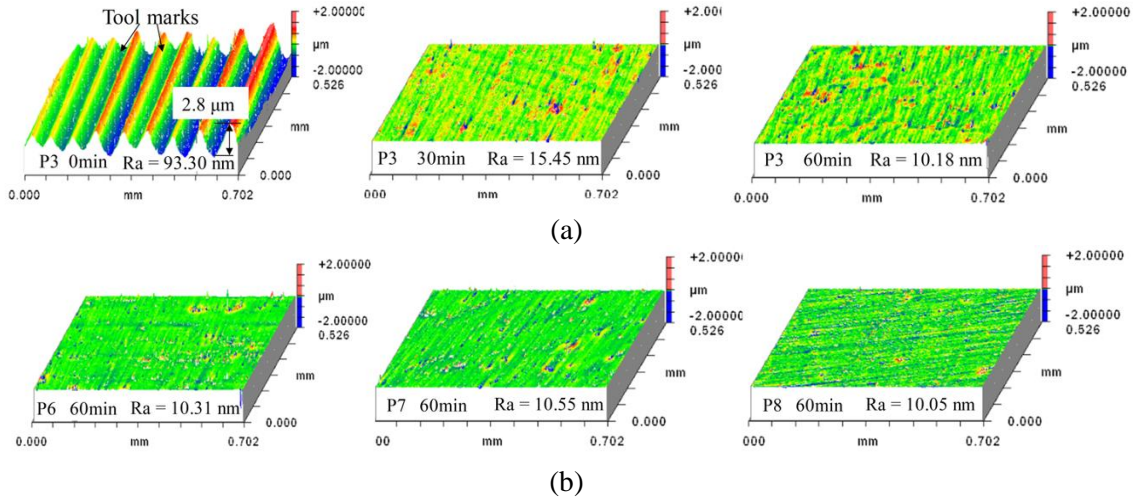 Tool marks
+2.00000
µm
-2.00000
0.526
2.8 µm
mm
P3 0min Ra = 93.30 nm
0.000
0.000 mm 0.702
+2.00000
µm
-2.00000
0.526
mm
P3 30min Ra = 15.45 nm
0.000
000 mm 0.702
+2.0000
µm
-2.0000
0.526
mm
P3 60min Ra = 10.18 nm
0.000
0.000 mm 0.702
(a)
+2.00000
µm
-2.00000
0.526
mm
P6 60min Ra = 10.31 nm
0.000
0.000 mm 0.702
+2.00000
µm
-2.00000
0.526
mm
P7 60min Ra = 10.55 nm
0.000
00 mm 0.702
+2.00000
µm
-2.00000
0.526
mm
P8 60min Ra = 10.05 nm
0.000
000 mm 0.702
(b)